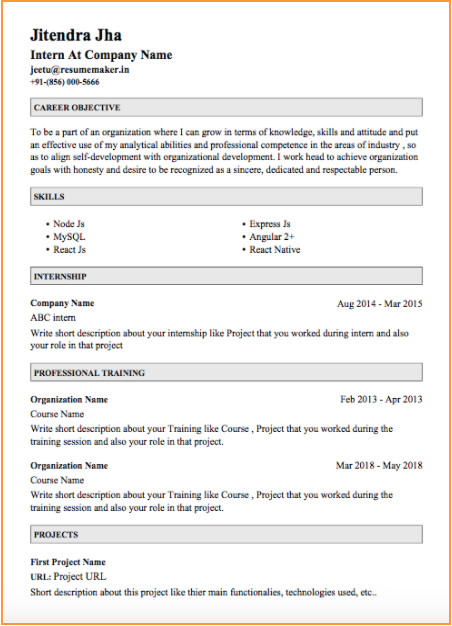 Jitendra Jha
Intern At Company Name
jeetu@resumemaker.in
+91-(856) 000-5666
CAREER OBJECTIVE
To be a part of an organization where I can grow in terms of knowledge, skills and attitude and put
an effective use of my analytical abilities and professional competence in the areas of industry , so
as to align self-development with organizational development. I work head to achieve organization
goals with honesty and desire to be recognized as a sincere, dedicated and respectable person.
SKILLS
• Node Js
• MySQL
• React Js
• Express Js
• Angular 2+
• React Native
INTERNSHIP
Company Name Aug 2014 - Mar 2015
ABC intern
Write short description about your internship like Project that you worked during intern and also
your role in that project
PROFESSIONAL TRAINING
Organization Name Feb 2013 - Apr 2013
Course Name
Write short description about your Training like Course , Project that you worked during the
training session and also your role in that project.
Organization Name Mar 2018 - May 2018
Course Name
Write short description about your Training like Course , Project that you worked during the
training session and also your role in that project.
PROJECTS
First Project Name
URL: Project URL
Short description about this project like thier main functionalies, technologies used, etc..